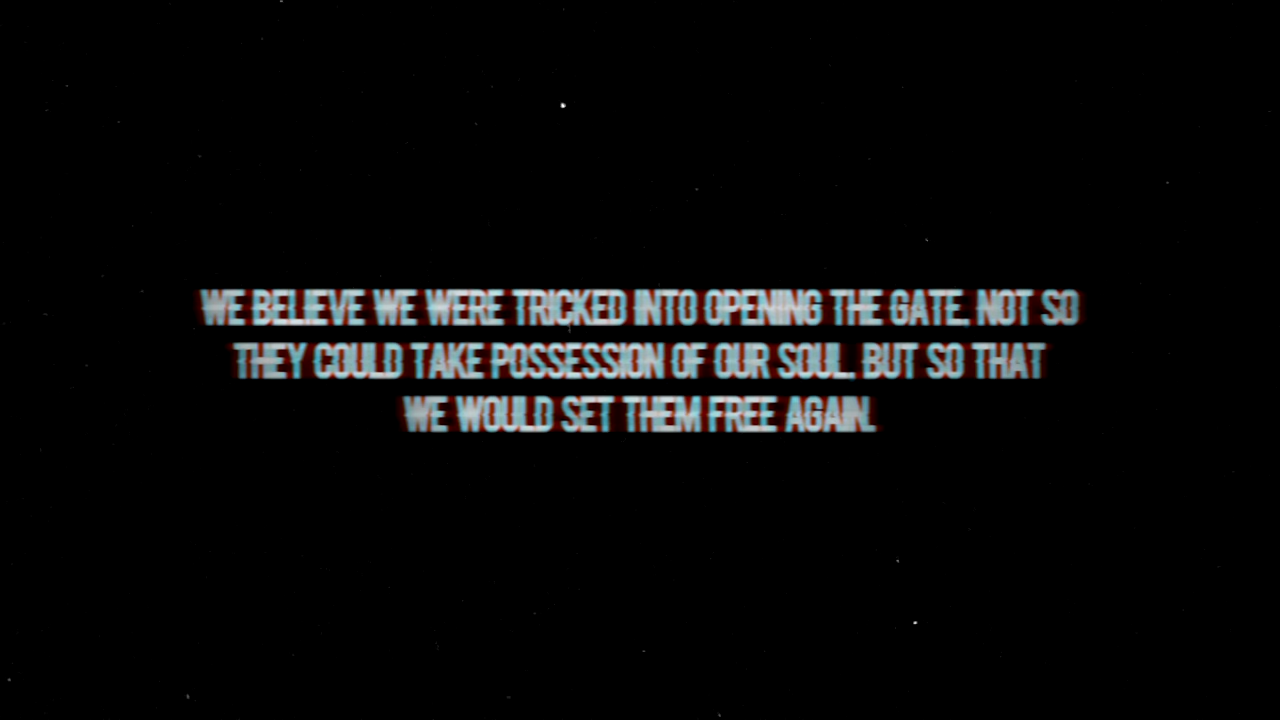 WE BELIEVE WE WERE TRICKED INTO OPENING THE GATE. NOT SO
THEY COULD TAKE POSSESSION OF OUR SOUL, BUT SO THAT
WE WOULD SET THEM FREE AGAIN.